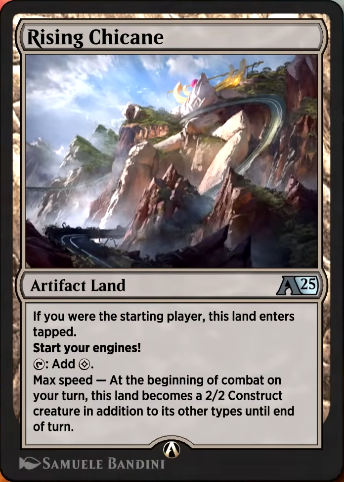 Rising Chicane
Artifact Land
A25
If you were the starting player, this land enters
tapped.
Start your engines!
: Add .
Max speed — At the beginning of combat on
your turn, this land becomes a 2/2 Construct
creature in addition to its other types until end
of turn.
Samuele Bandini